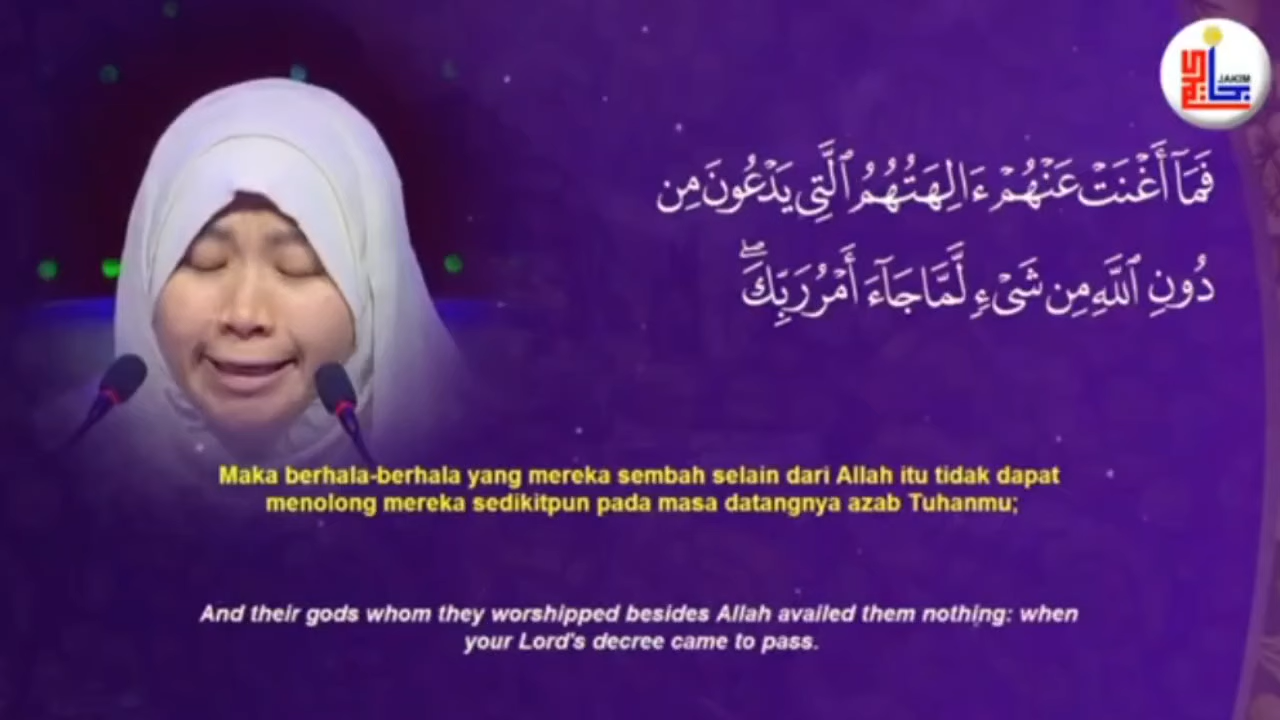 JAKIM
جاكيم
فَمَآ أَغْنَتْ عَنْهُمْ ءَالِهَتُهُمُ ٱلَّتِى يَدْعُونَ مِن
دُونِ ٱللَّهِ مِن شَىْءٍ لَّمَّا جَآءَ أَمْرُ رَبِّكَ ۖ
Maka berhala-berhala yang mereka sembah selain dari Allah itu tidak dapat
menolong mereka sedikitpun pada masa datangnya azab Tuhanmu;
And their gods whom they worshipped besides Allah availed them nothing: when
your Lord's decree came to pass.